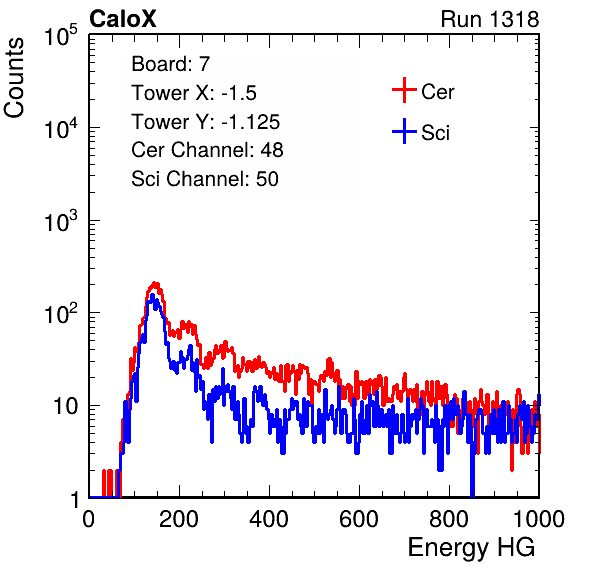 CaloX Run 1318
Counts
Board: 7
Tower X: -1.5
Tower Y: -1.125
Cer Channel: 48
Sci Channel: 50
Cer
Sci
10^5
10^4
10^3
10^2
10
1
0 200 400 600 800 1000
Energy HG